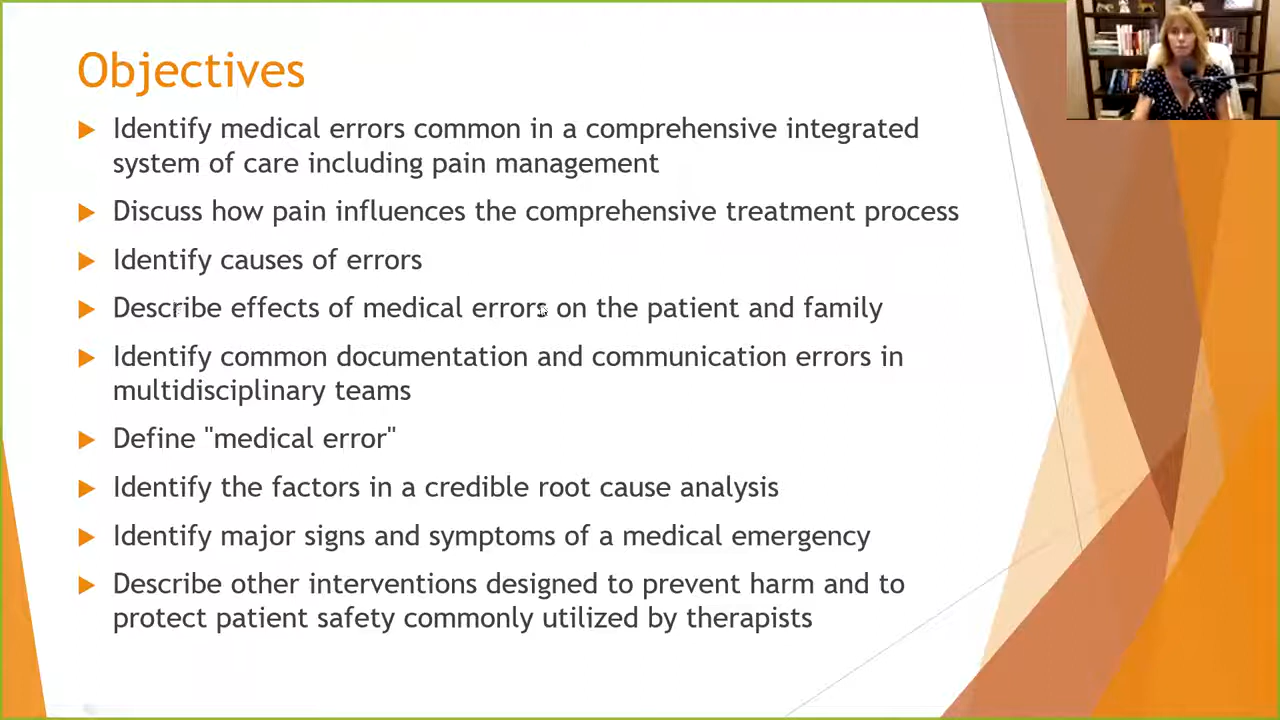 Objectives
Identify medical errors common in a comprehensive integrated
system of care including pain management
Discuss how pain influences the comprehensive treatment process
Identify causes of errors
Describe effects of medical errors on the patient and family
Identify common documentation and communication errors in
multidisciplinary teams
Define "medical error"
Identify the factors in a credible root cause analysis
Identify major signs and symptoms of a medical emergency
Describe other interventions designed to prevent harm and to
protect patient safety commonly utilized by therapists